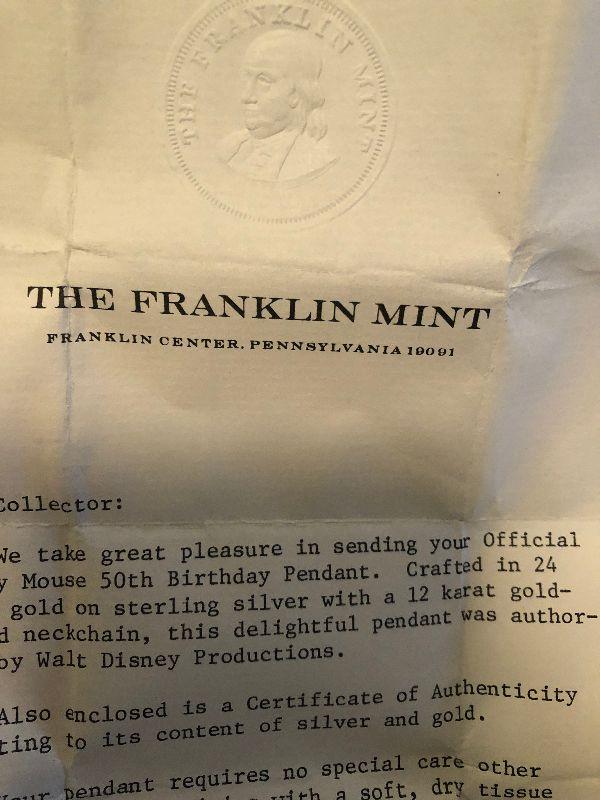 THE FRANKLIN MINT
THE FRANKLIN MINT
FRANKLIN CENTER, PENNSYLVANIA 19091
Collector:
We take great pleasure in sending your Official
y Mouse 50th Birthday Pendant. Crafted in 24
gold on sterling silver with a 12 karat gold-
d neckchain, this delightful pendant was author-
by Walt Disney Productions.
Also enclosed is a Certificate of Authenticity
ting to its content of silver and gold.
Your pendant requires no special care other
with a soft, dry tissue